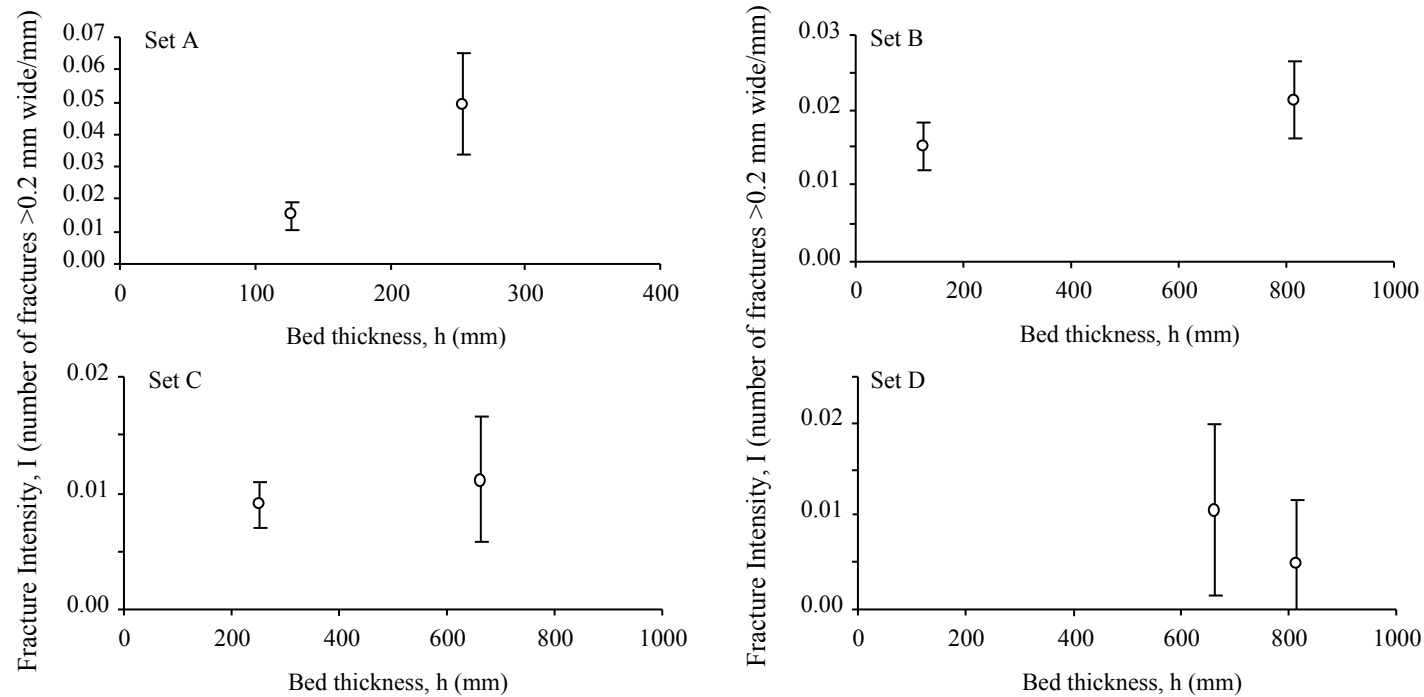 Fracture Intensity, I (number of fractures >0.2 mm wide/mm)
Set A
0.07
0.06
0.05
0.04
0.03
0.02
0.01
0.00
0 100 200 300 400
Bed thickness, h (mm)
Fracture Intensity, I (number of fractures >0.2 mm wide/mm)
Set B
0.03
0.02
0.01
0.00
0 200 400 600 800 1000
Bed thickness, h (mm)
Set C
0.02
0.01
0.00
0 200 400 600 800 1000
Bed thickness, h (mm)
Set D
0.02
0.01
0.00
0 200 400 600 800 1000
Bed thickness, h (mm)